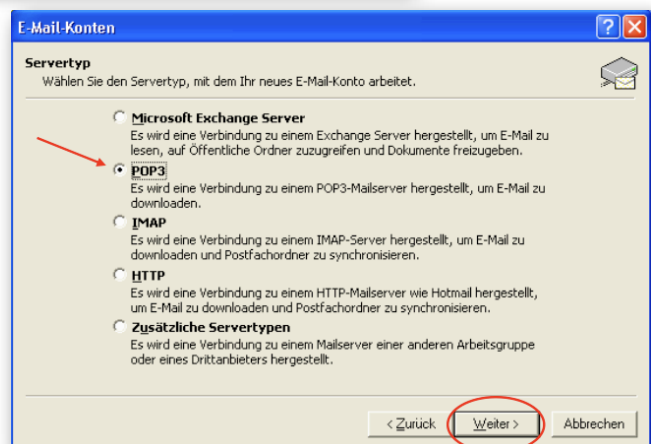 E-Mail-Konten
Servertyp
Wählen Sie den Servertyp, mit dem Ihr neues E-Mail-Konto arbeitet.
Microsoft Exchange Server
Es wird eine Verbindung zu einem Exchange Server hergestellt, um E-Mail zu
lesen, auf Öffentliche Ordner zuzugreifen und Dokumente freizugeben.
POP3
Es wird eine Verbindung zu einem POP3-Mailserver hergestellt, um E-Mail zu
downloaden.
IMAP
Es wird eine Verbindung zu einem IMAP-Server hergestellt, um E-Mail zu
downloaden und Postfachordner zu synchronisieren.
HTTP
Es wird eine Verbindung zu einem HTTP-Mailserver wie Hotmail hergestellt,
um E-Mail zu downloaden und Postfachordner zu synchronisieren.
Zusätzliche Servertypen
Es wird eine Verbindung zu einem Mailserver einer anderen Arbeitsgruppe
oder eines Drittanbieters hergestellt.
< Zurück Weiter > Abbrechen